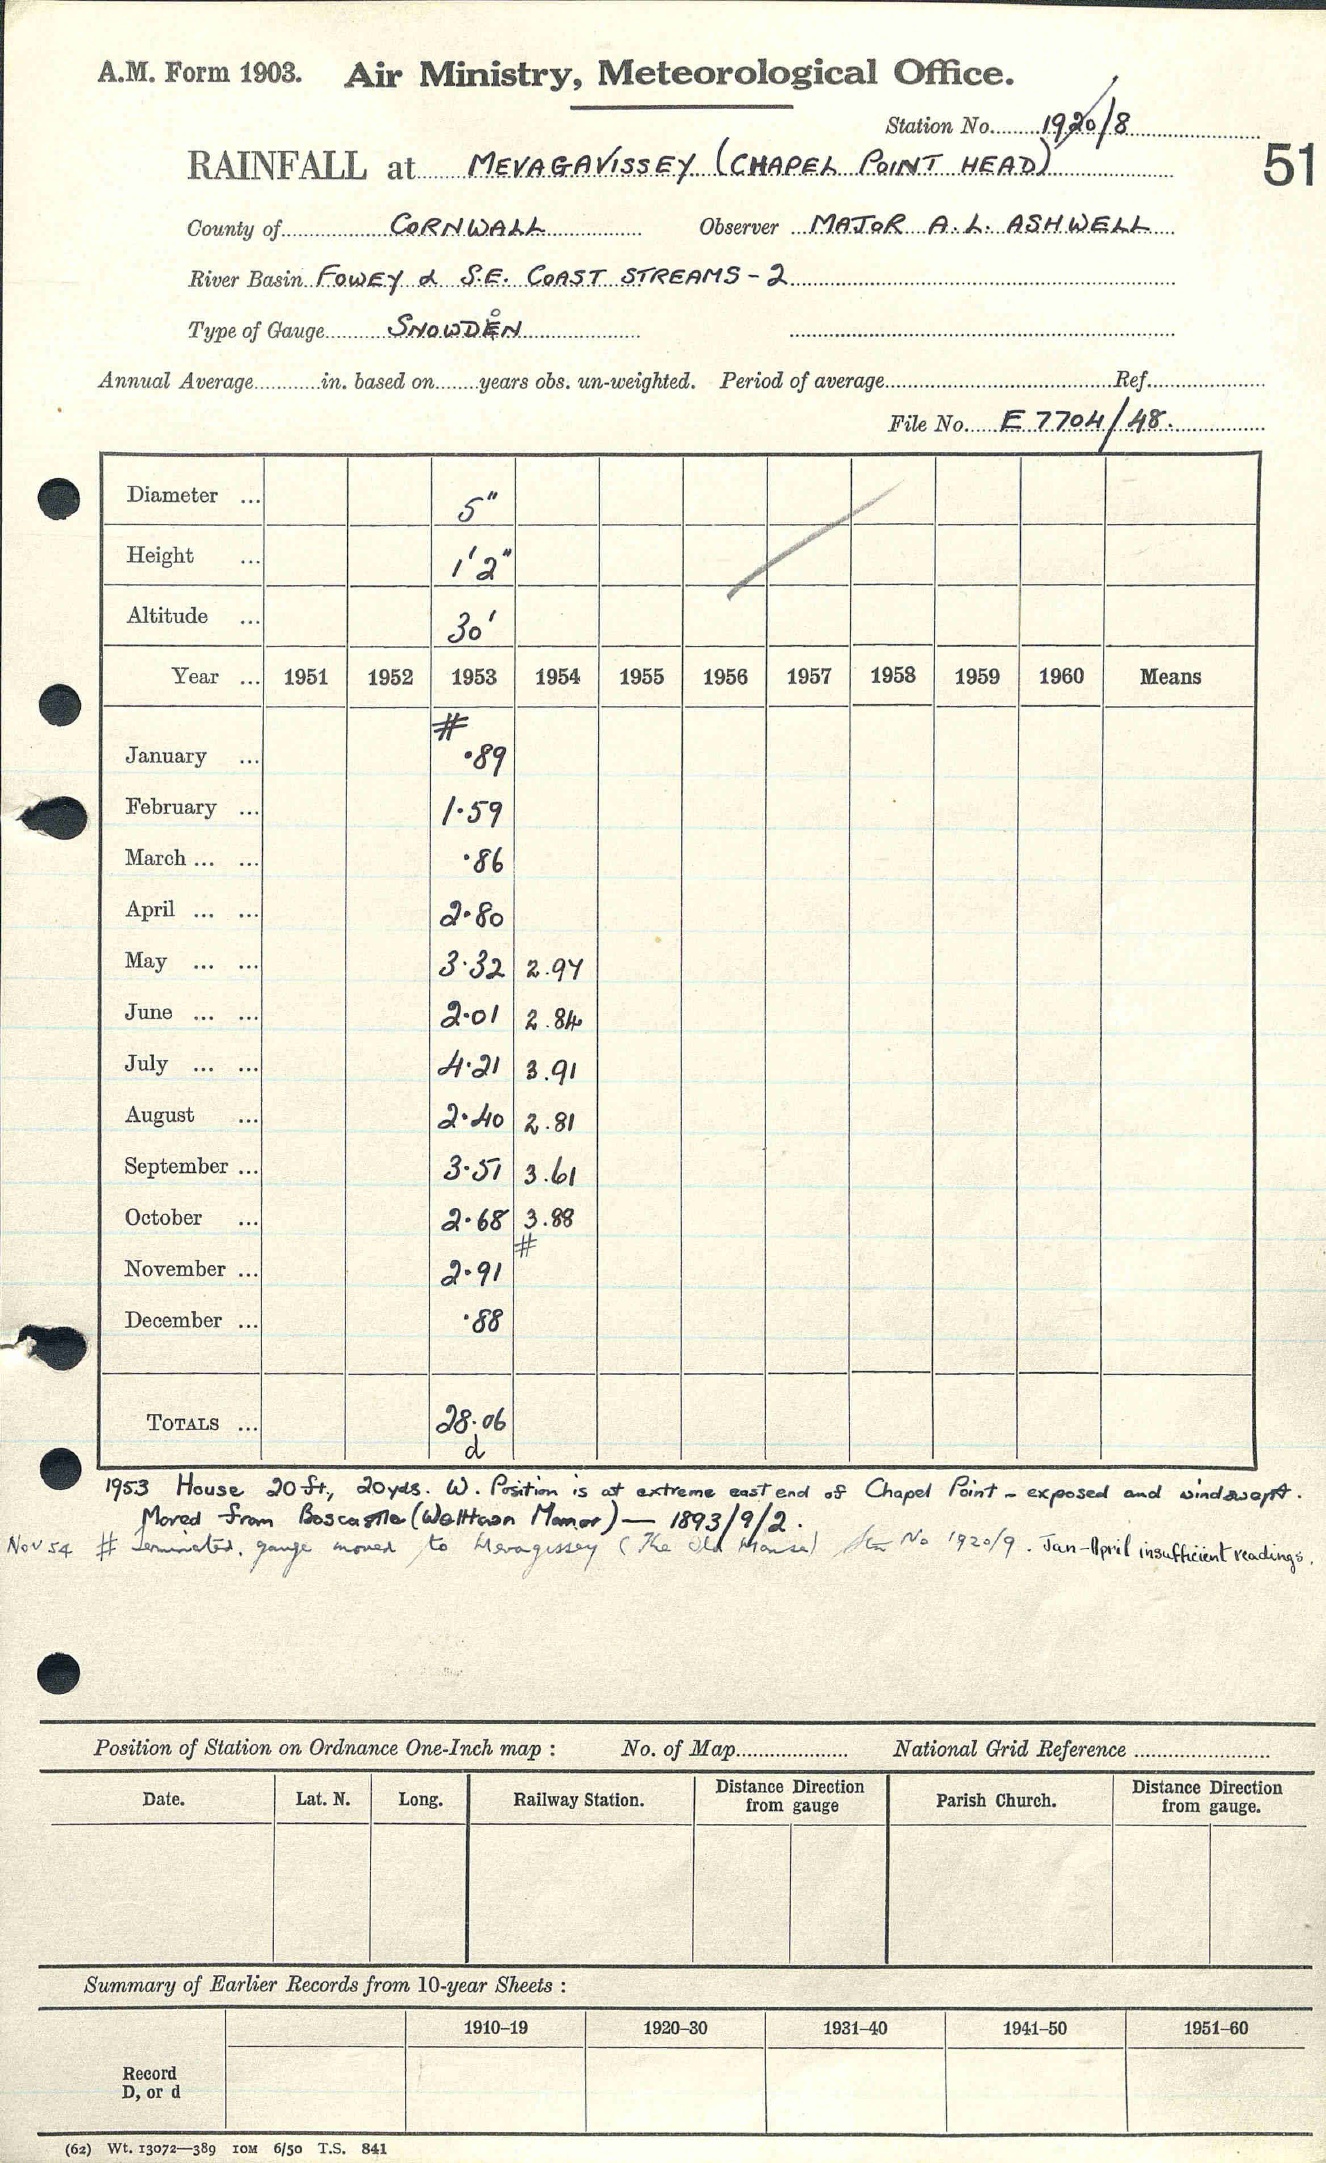 A.M. Form 1903. Air Ministry, Meteorological Office.
Station No. 1920/8
51
RAINFALL at MEVAGAVISSEY (CHAPEL POINT HEAD)
County of CORNWALL Observer MAJOR A.L. ASHWELL
River Basin FOWEY & S.E. COAST STREAMS - 2
Type of Gauge SNOWDEN
Annual Average in. based on years obs. un-weighted. Period of average Ref.
File No. E 7704/48.
Diameter ... 5"
Height ... 1'2"
Altitude ... 30'
Year ... 1951 1952 1953 1954 1955 1956 1957 1958 1959 1960 Means
#
January ... ·89
February ... 1·59
March ... ... ·86
April ... ... 2·80
May ... ... 3·32 2.97
June ... ... 2·01 2.84
July ... ... 4·21 3.91
August ... 2·40 2.81
September ... 3·51 3.61
October ... 2·68 3.88
#
November ... 2·91
December ... ·88
TOTALS ... 28·06
d
1953 House 20ft, 20yds. W. Position is at extreme east end of Chapel Point - exposed and windswept.
Moved from Boscastle (Welltown Manor) — 1893/9/2.
Nov 54 # terminated, gauge moved to Mevagissey (The Old Manse) Stn No 1920/9. Jan-April insufficient readings.
Position of Station on Ordnance One-Inch map : No. of Map National Grid Reference
Date. Lat. N. Long. Railway Station. Distance Direction from gauge Parish Church. Distance Direction from gauge.
Summary of Earlier Records from 10-year Sheets :
1910–19 1920–30 1931–40 1941–50 1951–60
Record
D, or d
(62) Wt. 13072—389 10M 6/50 T.S. 841